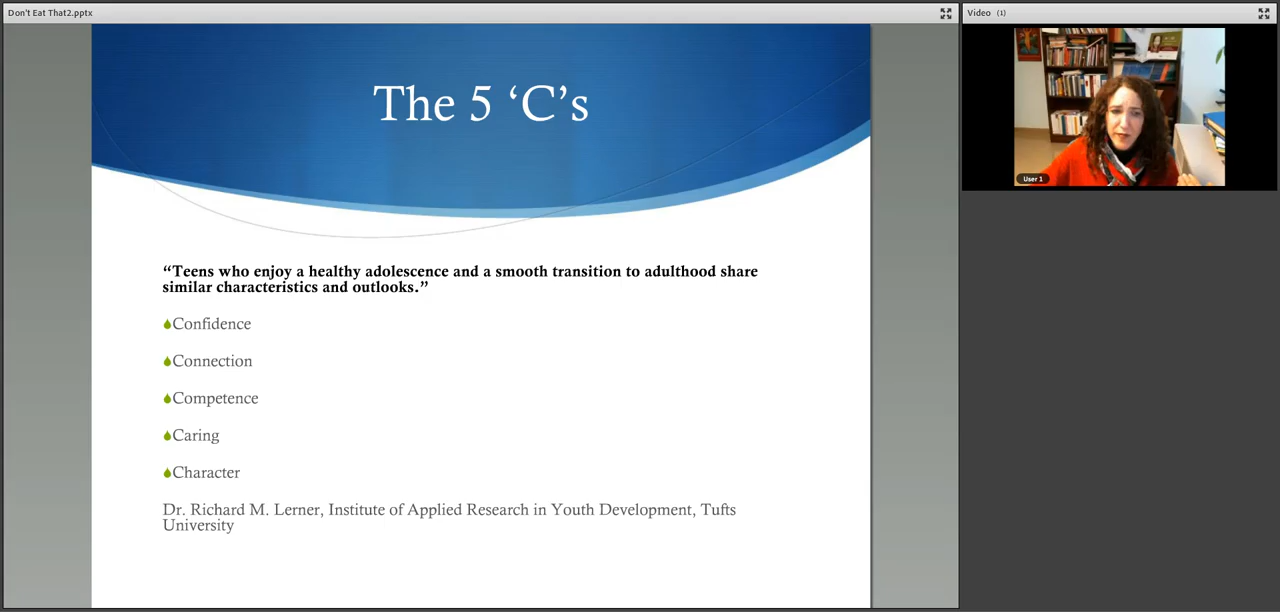 Don't Eat That2.pptx
Video (1)
The 5 ‘C’s
“Teens who enjoy a healthy adolescence and a smooth transition to adulthood share
similar characteristics and outlooks.”
Confidence
Connection
Competence
Caring
Character
Dr. Richard M. Lerner, Institute of Applied Research in Youth Development, Tufts
University
User 1